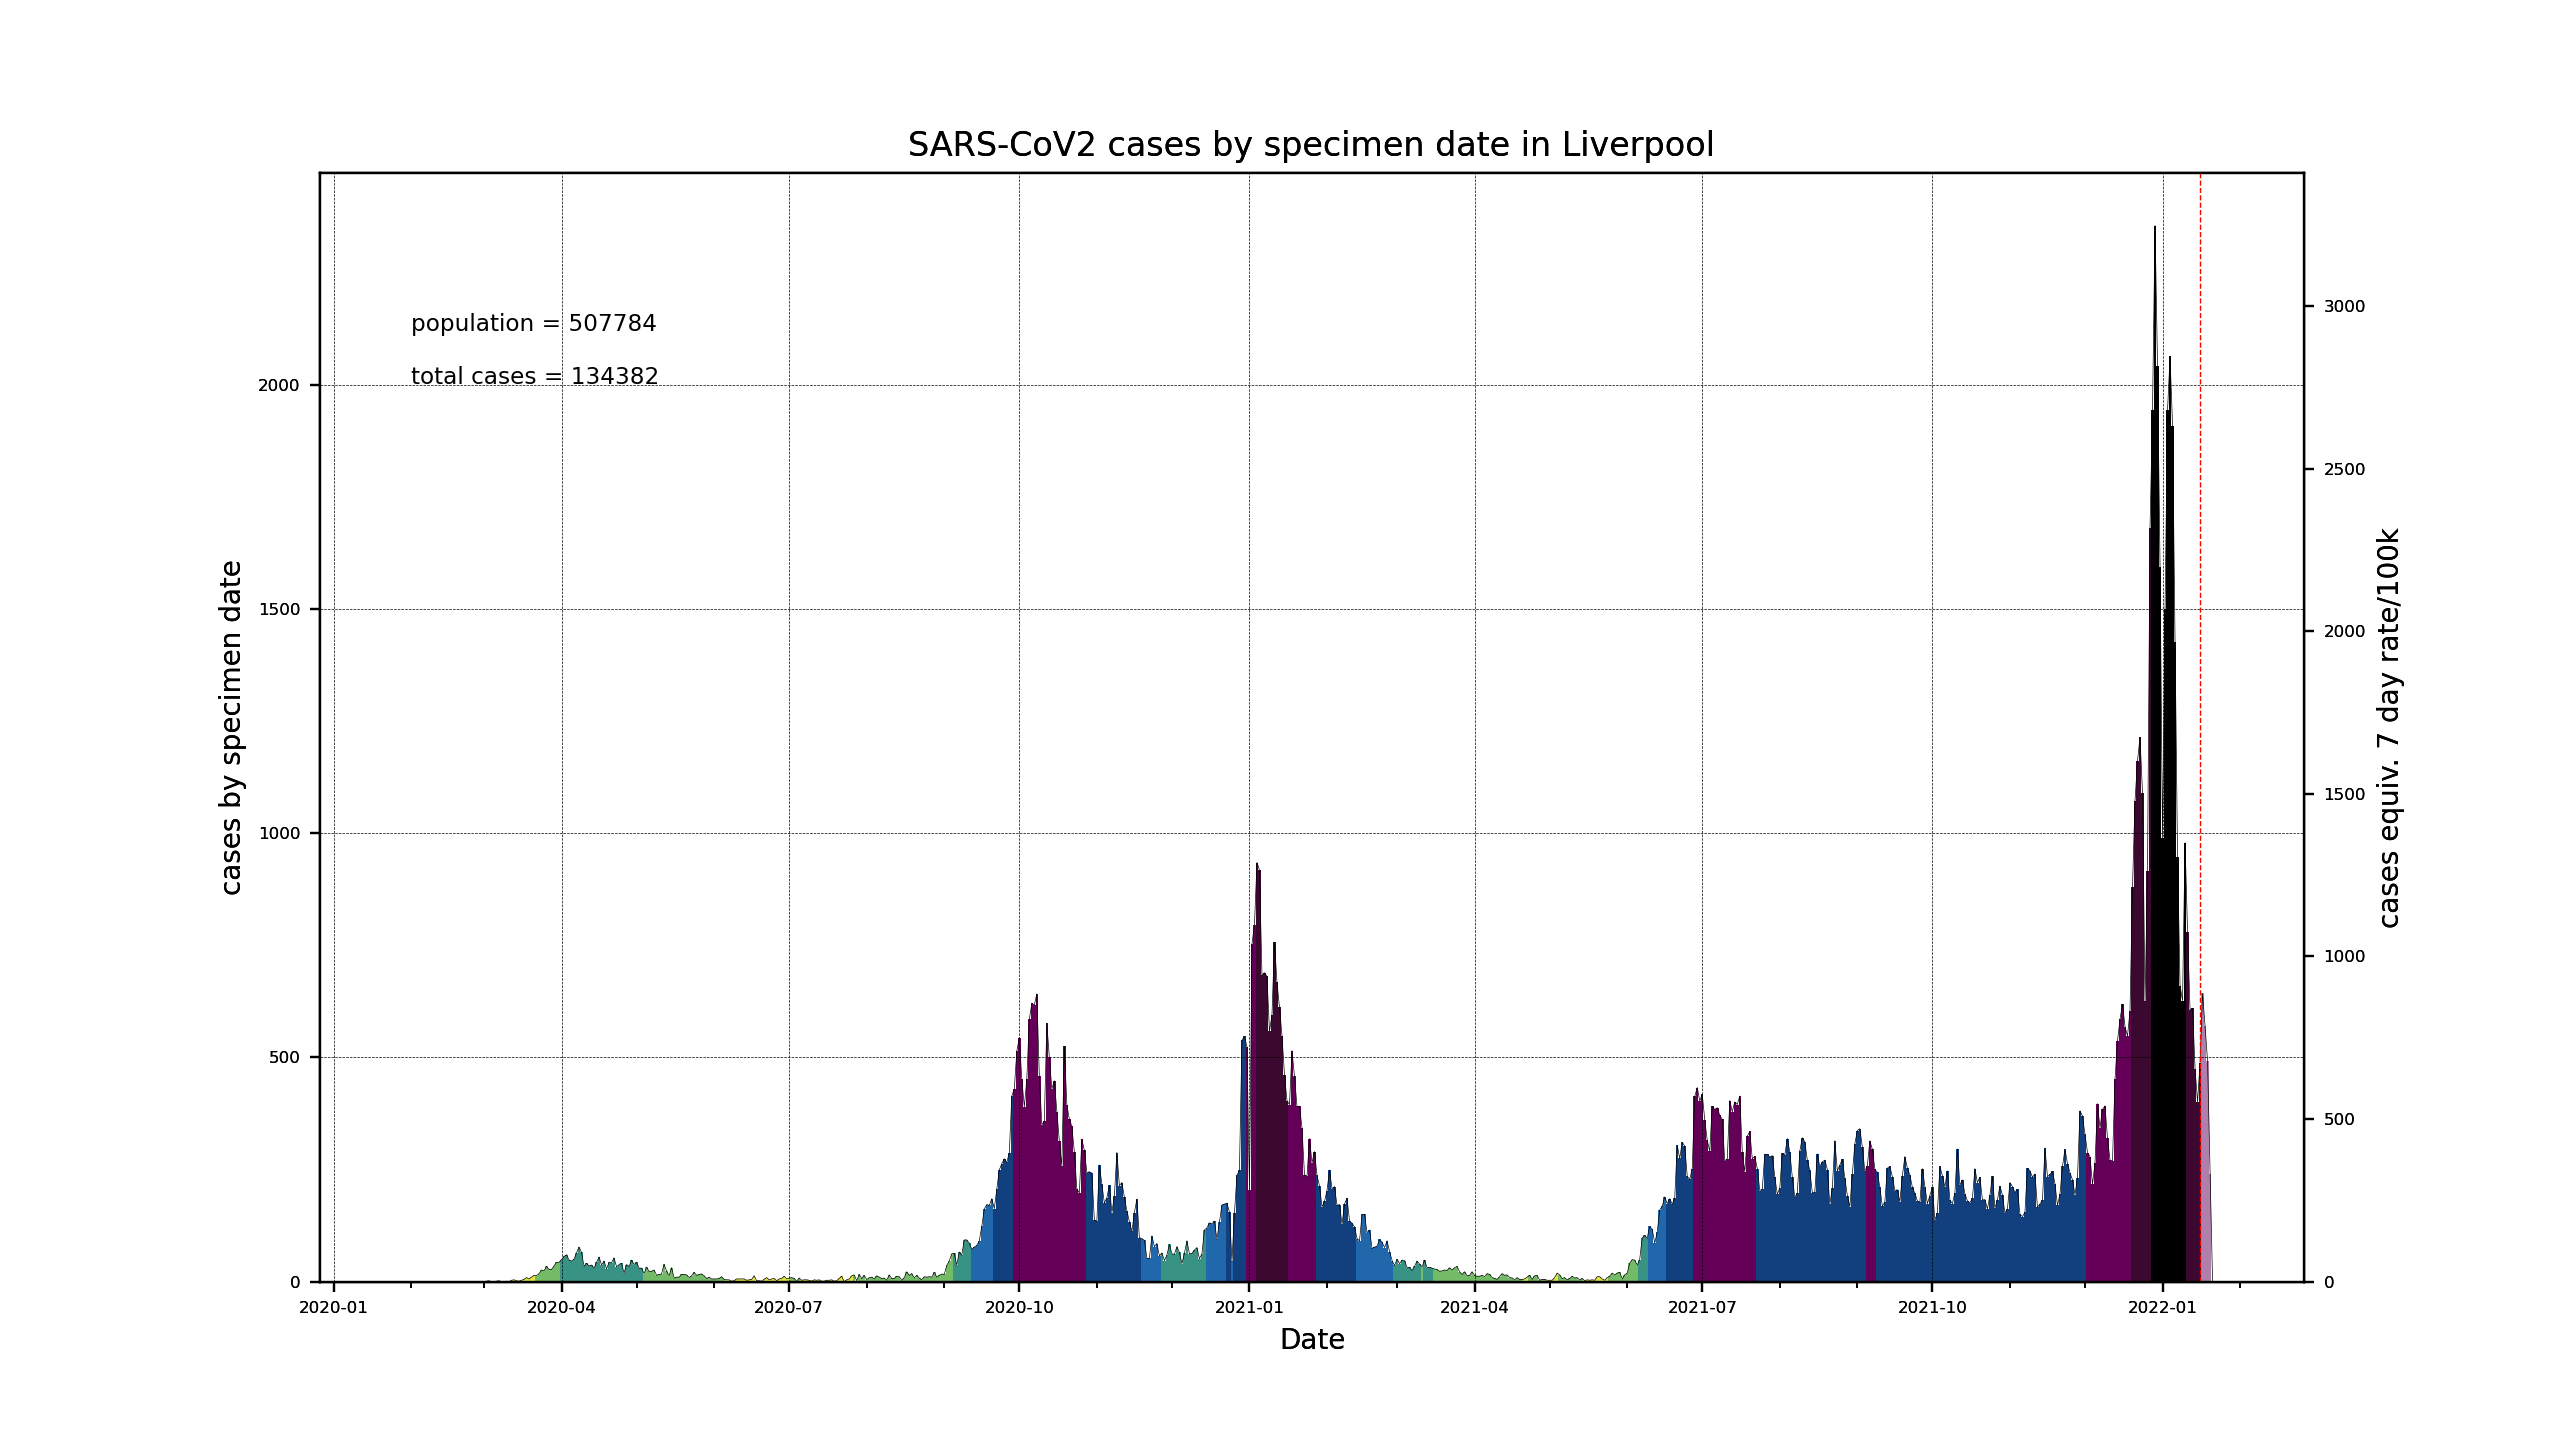 SARS-CoV2 cases by specimen date in Liverpool
population = 507784
total cases = 134382
cases by specimen date
2000
1500
1000
500
0
3000
2500
2000
1500
1000
500
0
cases equiv. 7 day rate/100k
2020-01 2020-04 2020-07 2020-10 2021-01 2021-04 2021-07 2021-10 2022-01
Date